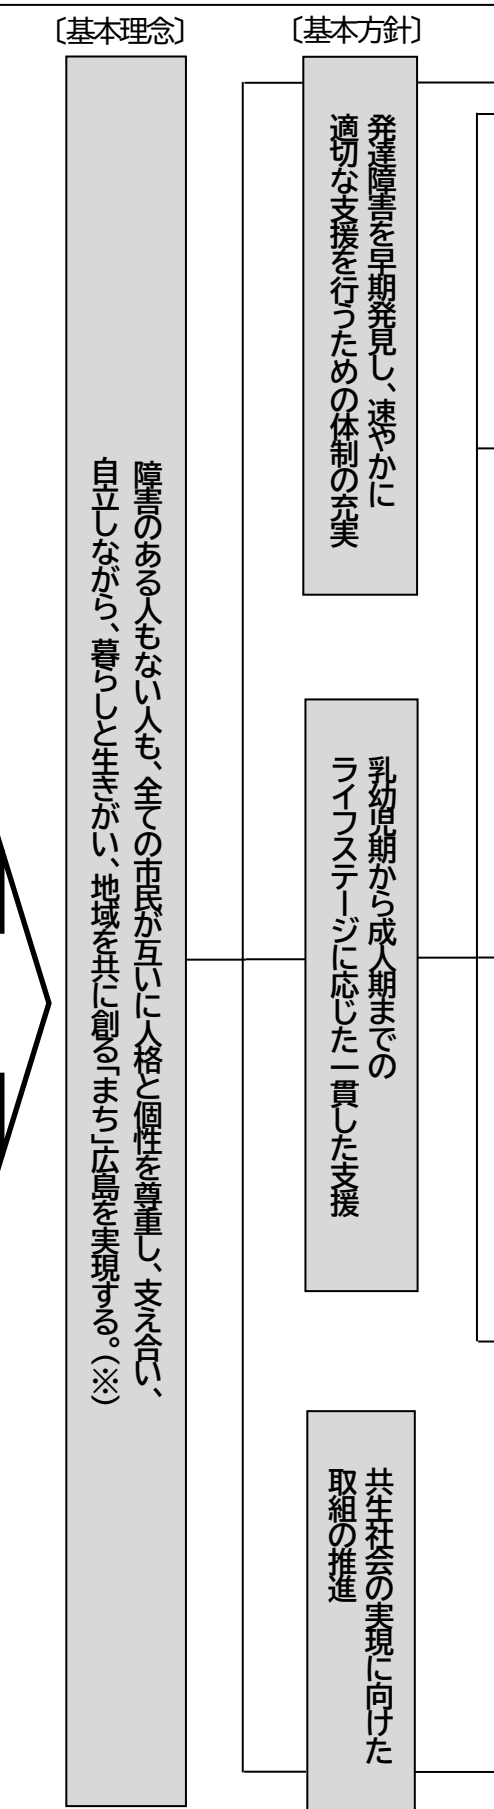 〔基本理念〕
障害のある人もない人も、全ての市民が互いに人格と個性を尊重し、支え合い、
自立しながら、暮らしと生きがい、地域を共に創る「まち」広島を実現する。(※)
〔基本方針〕
発達障害を早期発見し、速やかに
適切な支援を行うための体制の充実
乳幼児期から成人期までの
ライフステージに応じた一貫した支援
共生社会の実現に向けた
取組の推進